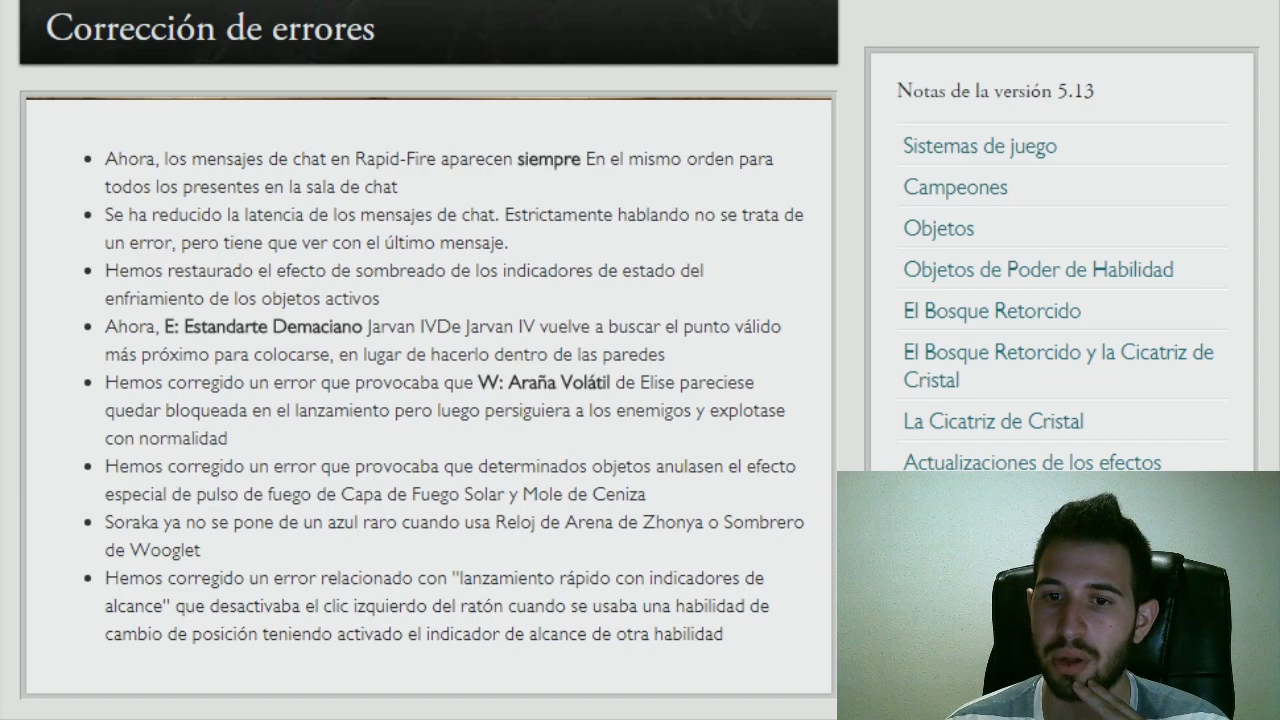 Corrección de errores
Ahora, los mensajes de chat en Rapid-Fire aparecen siempre En el mismo orden para
todos los presentes en la sala de chat
Se ha reducido la latencia de los mensajes de chat. Estrictamente hablando no se trata de
un error, pero tiene que ver con el último mensaje.
Hemos restaurado el efecto de sombreado de los indicadores de estado del
enfriamiento de los objetos activos
Ahora, E: Estandarte Demaciano Jarvan IVDe Jarvan IV vuelve a buscar el punto válido
más próximo para colocarse, en lugar de hacerlo dentro de las paredes
Hemos corregido un error que provocaba que W: Araña Volátil de Elise pareciese
quedar bloqueada en el lanzamiento pero luego persiguiera a los enemigos y explotase
con normalidad
Hemos corregido un error que provocaba que determinados objetos anulasen el efecto
especial de pulso de fuego de Capa de Fuego Solar y Mole de Ceniza
Soraka ya no se pone de un azul raro cuando usa Reloj de Arena de Zhonya o Sombrero
de Wooglet
Hemos corregido un error relacionado con "lanzamiento rápido con indicadores de
alcance" que desactivaba el clic izquierdo del ratón cuando se usaba una habilidad de
cambio de posición teniendo activado el indicador de alcance de otra habilidad
Notas de la versión 5.13
Sistemas de juego
Campeones
Objetos
Objetos de Poder de Habilidad
El Bosque Retorcido
El Bosque Retorcido y la Cicatriz de
Cristal
La Cicatriz de Cristal
Actualizaciones de los efectos